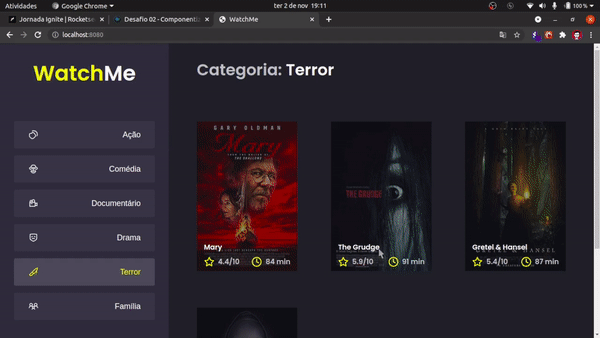 Atividades Google Chrome ter 2 de nov 19:11 100 %
Jornada Ignite | Rocketse Desafio 02 - Component WatchMe
localhost:8080
WatchMe
Categoria: Terror
Ação
Comédia
Documentário
Drama
Terror
Família
GARY OLDMAN
Mary
Mary
4.4/10 84 min
THE GRUDGE
The Grudge
5.9/10 91 min
Gretel & Hansel
5.4/10 87 min